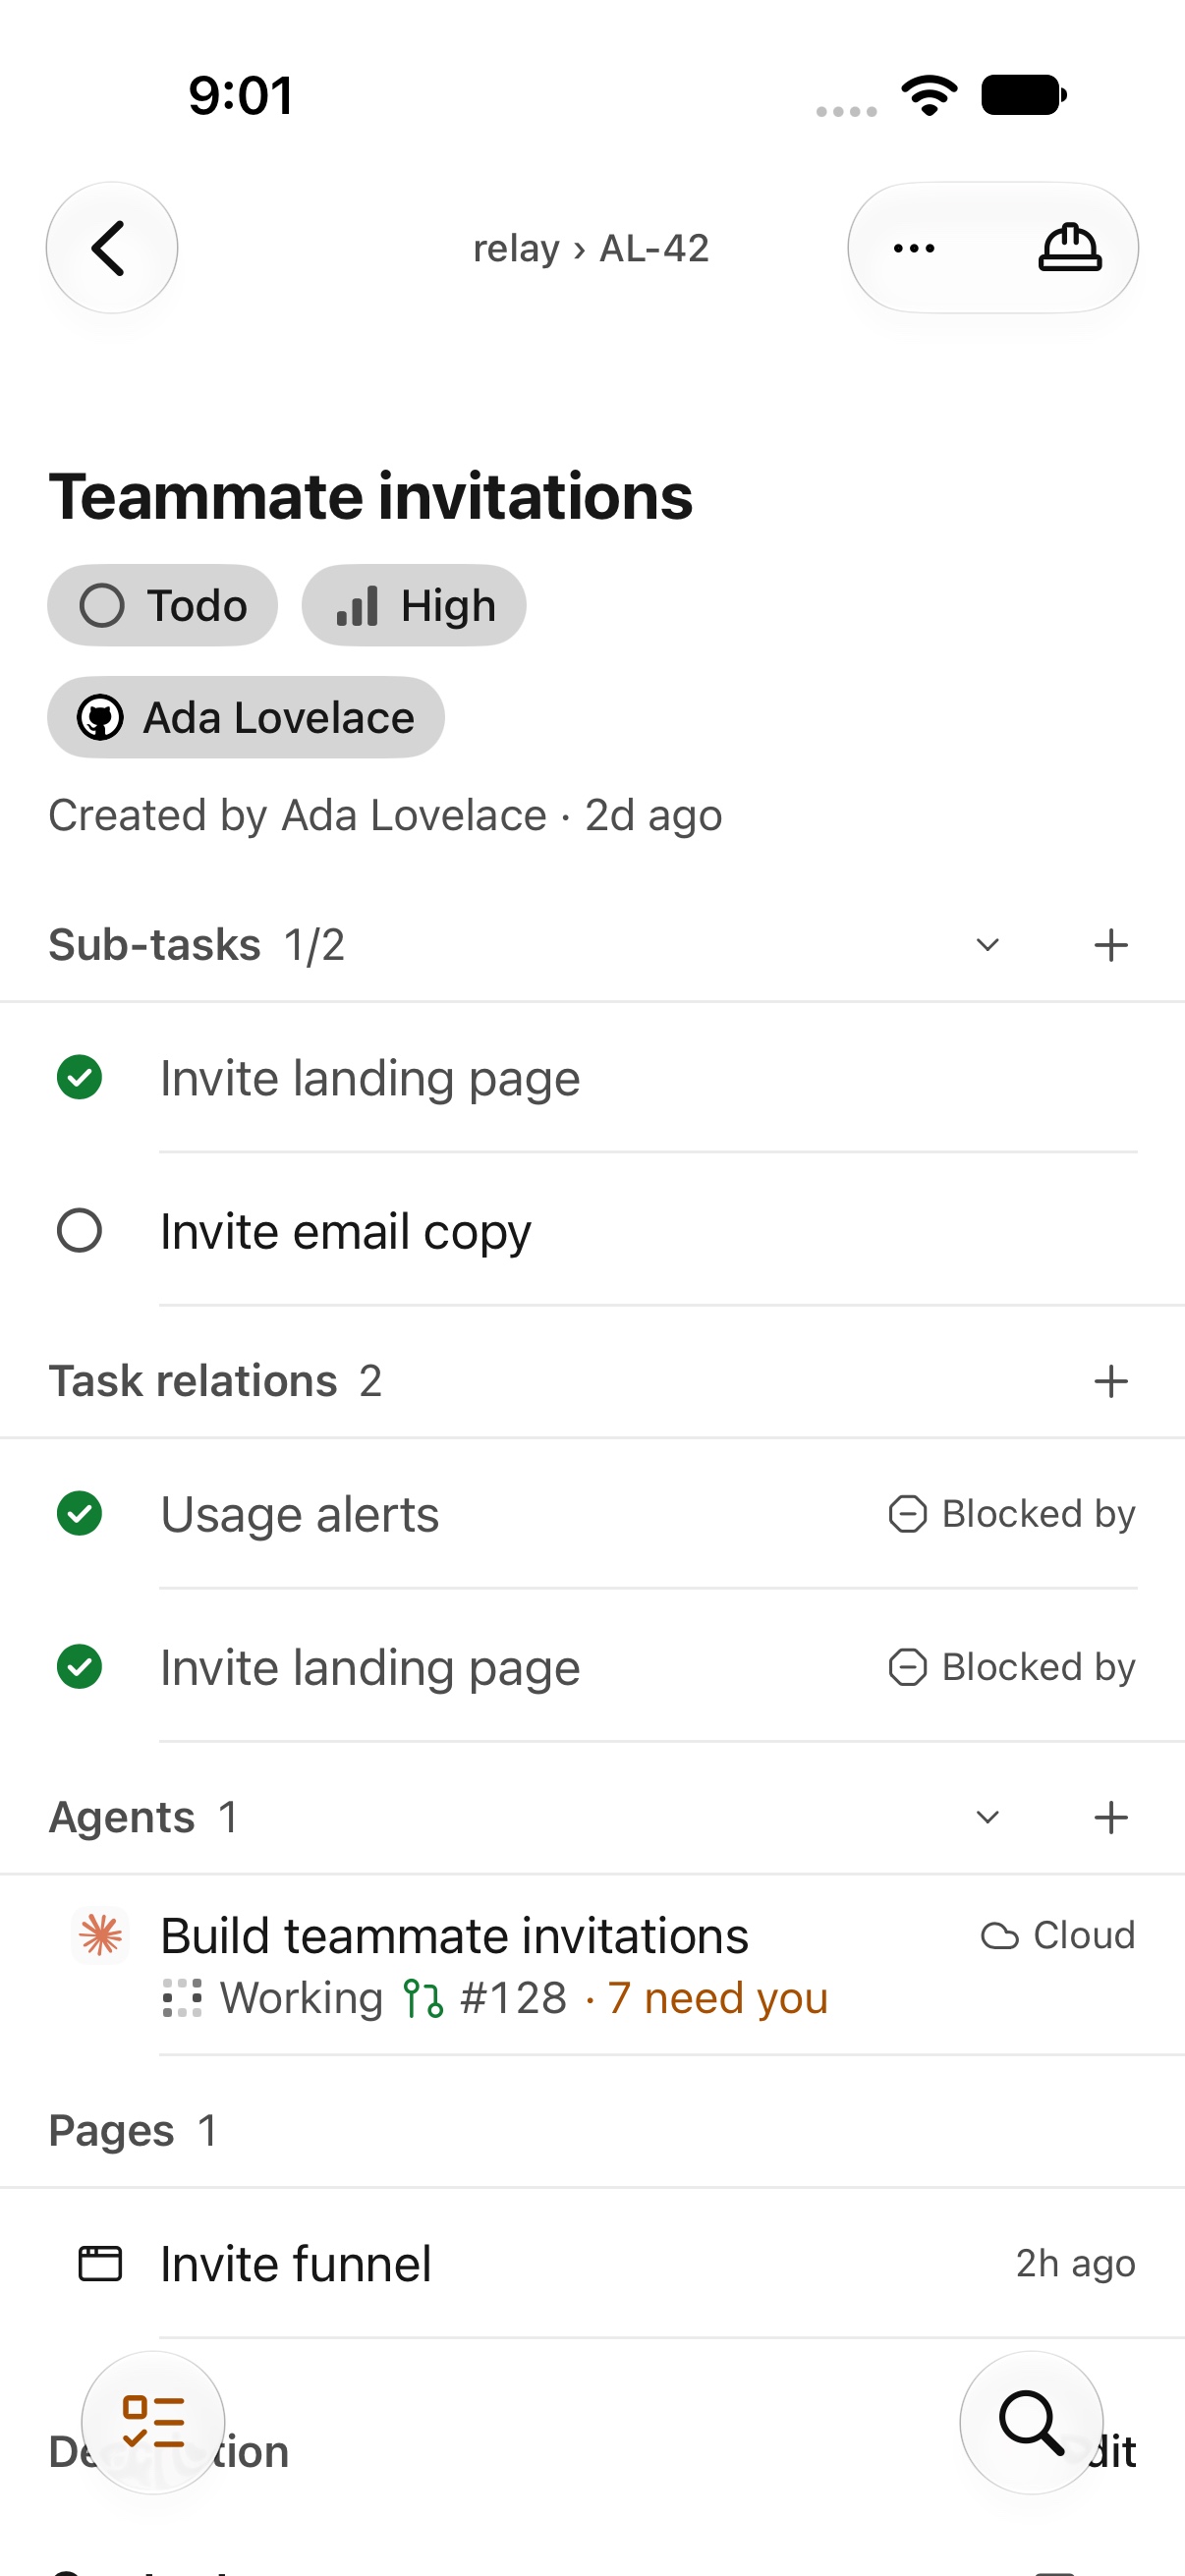 9:01
relay › AL-42
Teammate invitations
Todo
High
Ada Lovelace
Created by Ada Lovelace · 2d ago
Sub-tasks 1/2
Invite landing page
Invite email copy
Task relations 2
Usage alerts
Blocked by
Invite landing page
Blocked by
Agents 1
Build teammate invitations
Cloud
Working #128 · 7 need you
Pages 1
Invite funnel
2h ago